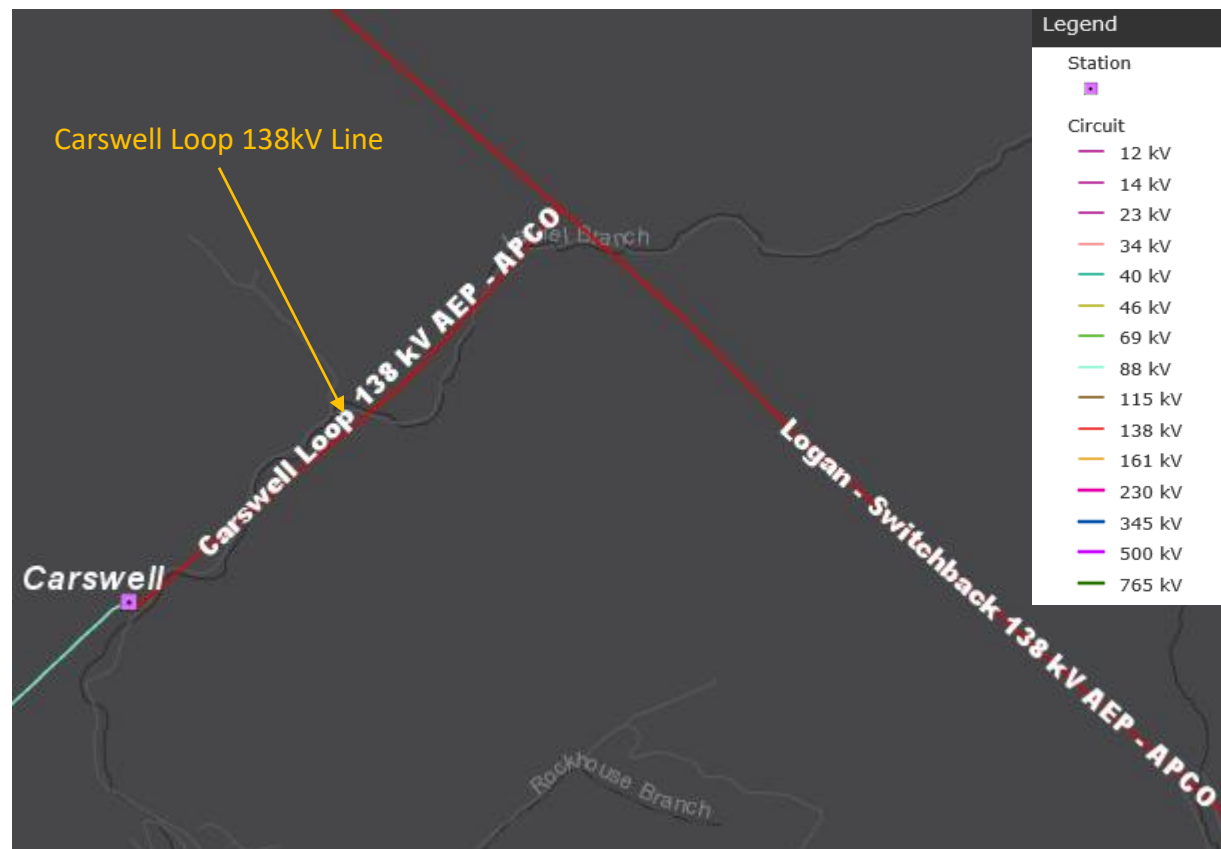 Carswell Loop 138kV Line
Carswell Loop 138 kV AEP - APCO
Branch
Logan - Switchback 138 kV AEP - APCO
Carswell
Rockhouse Branch
Legend
Station
Circuit
12 kV
14 kV
23 kV
34 kV
40 kV
46 kV
69 kV
88 kV
115 kV
138 kV
161 kV
230 kV
345 kV
500 kV
765 kV